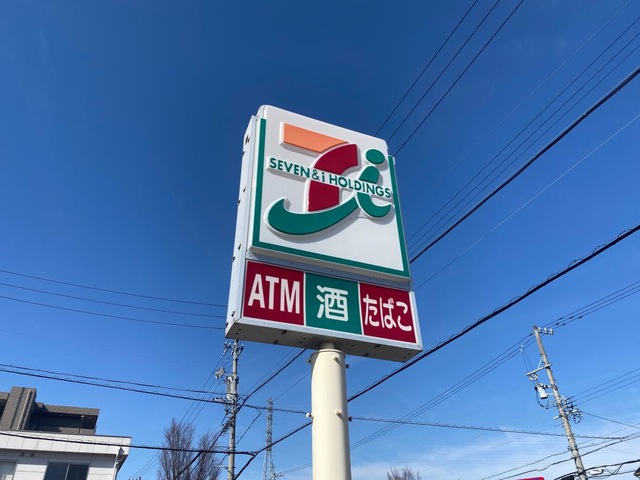 SEVEN & i HOLDINGS
ATM 酒 たばこ